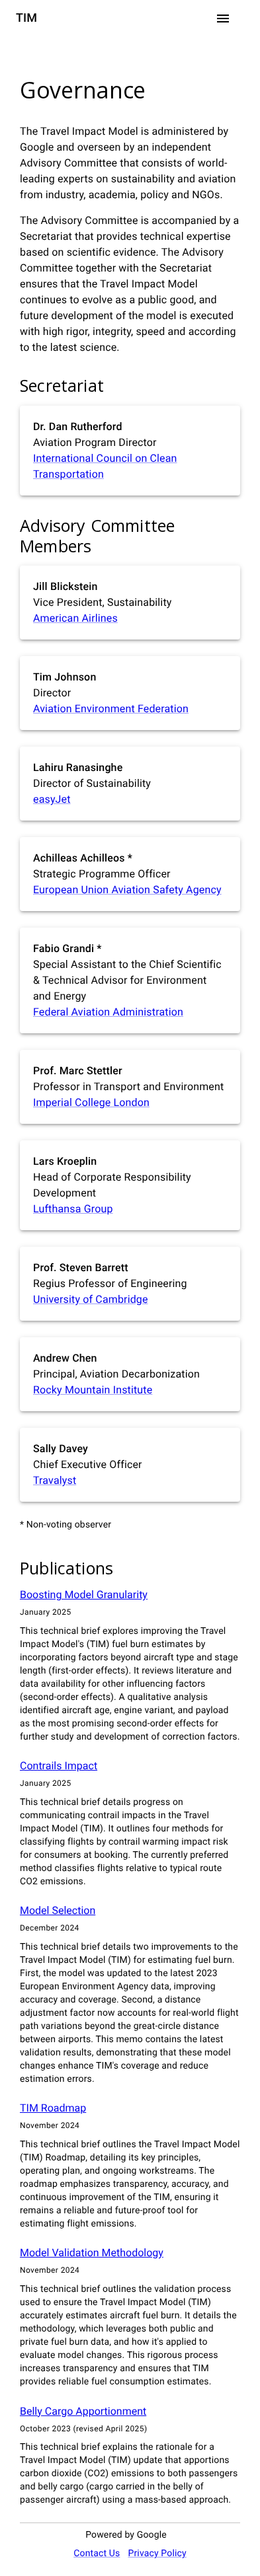 TIM
Governance
The Travel Impact Model is administered by
Google and overseen by an independent
Advisory Committee that consists of world-
leading experts on sustainability and aviation
from industry, academia, policy and NGOs.
The Advisory Committee is accompanied by a
Secretariat that provides technical expertise
based on scientific evidence. The Advisory
Committee together with the Secretariat
ensures that the Travel Impact Model
continues to evolve as a public good, and
future development of the model is executed
with high rigor, integrity, speed and according
to the latest science.
Secretariat
Dr. Dan Rutherford
Aviation Program Director
International Council on Clean
Transportation
Advisory Committee
Members
Jill Blickstein
Vice President, Sustainability
American Airlines
Tim Johnson
Director
Aviation Environment Federation
Lahiru Ranasinghe
Director of Sustainability
easyJet
Achilleas Achilleos *
Strategic Programme Officer
European Union Aviation Safety Agency
Fabio Grandi *
Special Assistant to the Chief Scientific
& Technical Advisor for Environment
and Energy
Federal Aviation Administration
Prof. Marc Stettler
Professor in Transport and Environment
Imperial College London
Lars Kroeplin
Head of Corporate Responsibility
Development
Lufthansa Group
Prof. Steven Barrett
Regius Professor of Engineering
University of Cambridge
Andrew Chen
Principal, Aviation Decarbonization
Rocky Mountain Institute
Sally Davey
Chief Executive Officer
Travalyst
* Non-voting observer
Publications
Boosting Model Granularity
January 2025
This technical brief explores improving the Travel
Impact Model's (TIM) fuel burn estimates by
incorporating factors beyond aircraft type and stage
length (first-order effects). It reviews literature and
data availability for other influencing factors
(second-order effects). A qualitative analysis
identified aircraft age, engine variant, and payload
as the most promising second-order effects for
further study and development of correction factors.
Contrails Impact
January 2025
This technical brief details progress on
communicating contrail impacts in the Travel
Impact Model (TIM). It outlines four methods for
classifying flights by contrail warming impact risk
for consumers at booking. The currently preferred
method classifies flights relative to typical route
CO2 emissions.
Model Selection
December 2024
This technical brief details two improvements to the
Travel Impact Model (TIM) for estimating fuel burn.
First, the model was updated to the latest 2023
European Environment Agency data, improving
accuracy and coverage. Second, a distance
adjustment factor now accounts for real-world flight
path variations beyond the great-circle distance
between airports. This memo contains the latest
validation results, demonstrating that these model
changes enhance TIM's coverage and reduce
estimation errors.
TIM Roadmap
November 2024
This technical brief outlines the Travel Impact Model
(TIM) Roadmap, detailing its key principles,
operating plan, and ongoing workstreams. The
roadmap emphasizes transparency, accuracy, and
continuous improvement of the TIM, ensuring it
remains a reliable and future-proof tool for
estimating flight emissions.
Model Validation Methodology
November 2024
This technical brief outlines the validation process
used to ensure the Travel Impact Model (TIM)
accurately estimates aircraft fuel burn. It details the
methodology, which leverages both public and
private fuel burn data, and how it's applied to
evaluate model changes. This rigorous process
increases transparency and ensures that TIM
provides reliable fuel consumption estimates.
Belly Cargo Apportionment
October 2023 (revised April 2025)
This technical brief explains the rationale for a
Travel Impact Model (TIM) update that apportions
carbon dioxide (CO2) emissions to both passengers
and belly cargo (cargo carried in the belly of
passenger aircraft) using a mass-based approach.
Powered by Google
Contact Us Privacy Policy